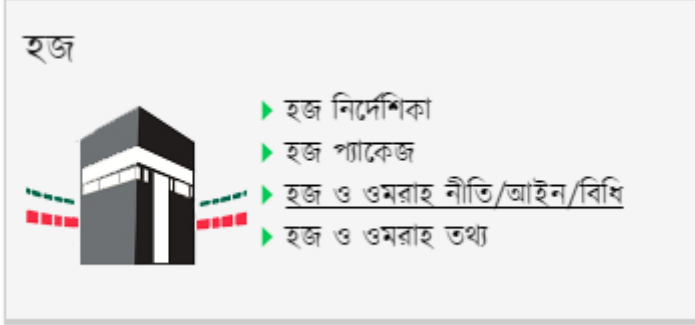 হজ
হজ নির্দেশিকা
হজ প্যাকেজ
হজ ও ওমরাহ নীতি/আইন/বিধি
হজ ও ওমরাহ তথ্য